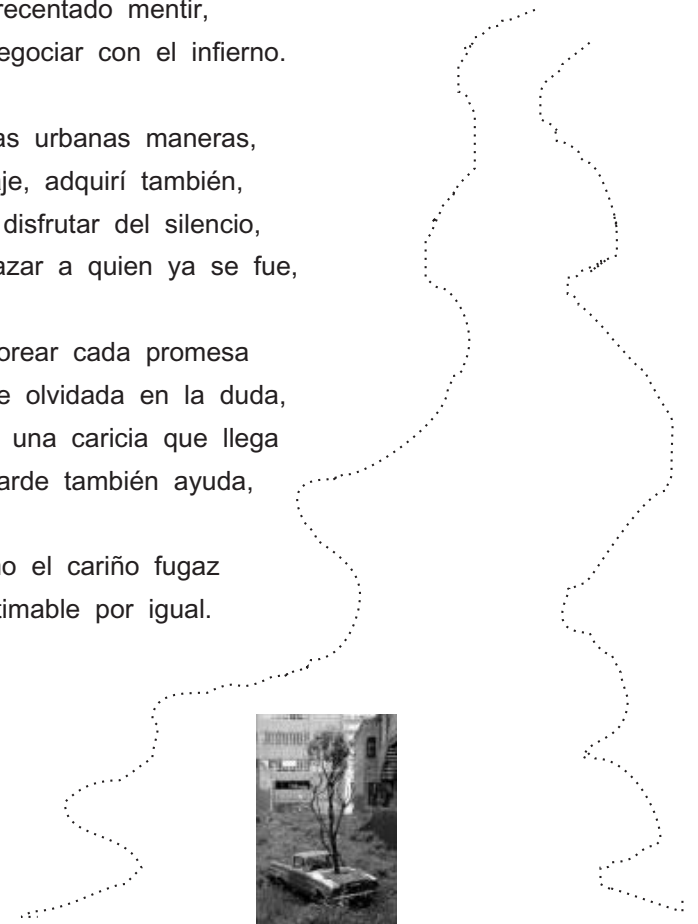 recentado mentir,
egociar con el infierno.
as urbanas maneras,
aje, adquirí también,
disfrutar del silencio,
azar a quien ya se fue,
orear cada promesa
e olvidada en la duda,
una caricia que llega
arde también ayuda,
o el cariño fugaz
timable por igual.